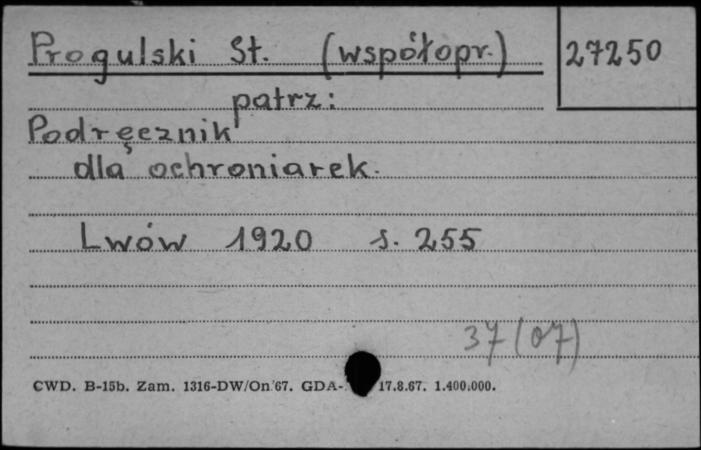 Progulski St. (współopr.) 27250
patrz:
Podręcznik
dla ochroniarek.
Lwów 1920 s. 255
37(07)
CWD. B-15b. Zam. 1316-DW/On/67. GDA- 17.8.67. 1.400.000.